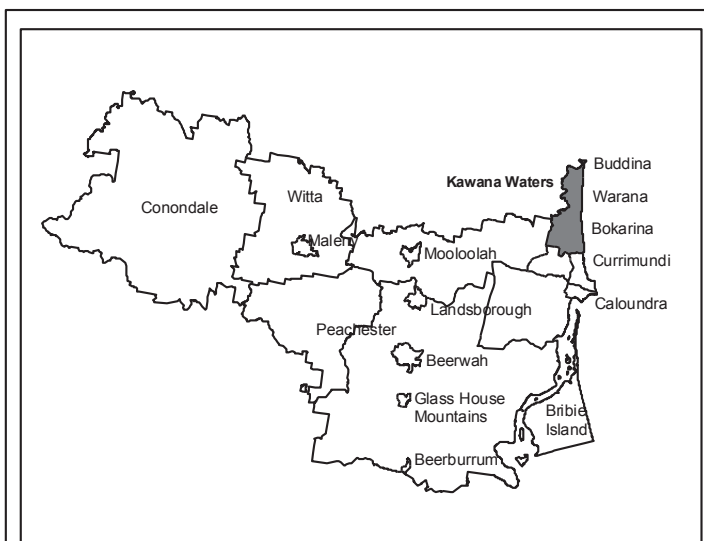 Buddina
Kawana Waters
Warana
Witta
Conondale
Bokarina
Maleny
Mooloolah
Currimundi
Landsborough
Caloundra
Peachester
Beerwah
Glass House
Mountains
Bribie
Island
Beerburrum